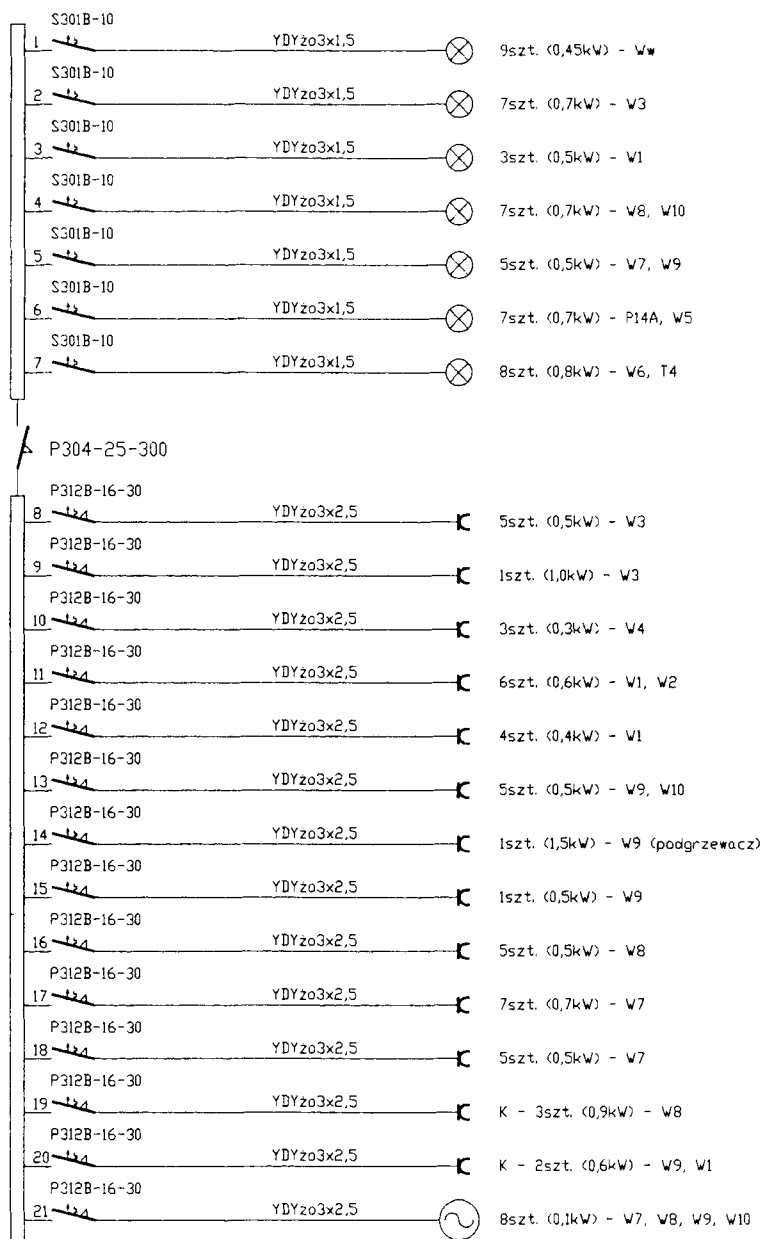 S301B-10
1 YDYżo3x1,5 9szt. (0,45kW) - Ww
S301B-10
2 YDYżo3x1,5 7szt. (0,7kW) - W3
S301B-10
3 YDYżo3x1,5 3szt. (0,5kW) - W1
S301B-10
4 YDYżo3x1,5 7szt. (0,7kW) - W8, W10
S301B-10
5 YDYżo3x1,5 5szt. (0,5kW) - W7, W9
S301B-10
6 YDYżo3x1,5 7szt. (0,7kW) - P14A, W5
S301B-10
7 YDYżo3x1,5 8szt. (0,8kW) - W6, T4
P304-25-300
P312B-16-30
8 YDYżo3x2,5 5szt. (0,5kW) - W3
P312B-16-30
9 YDYżo3x2,5 1szt. (1,0kW) - W3
P312B-16-30
10 YDYżo3x2,5 3szt. (0,3kW) - W4
P312B-16-30
11 YDYżo3x2,5 6szt. (0,6kW) - W1, W2
P312B-16-30
12 YDYżo3x2,5 4szt. (0,4kW) - W1
P312B-16-30
13 YDYżo3x2,5 5szt. (0,5kW) - W9, W10
P312B-16-30
14 YDYżo3x2,5 1szt. (1,5kW) - W9 (podgrzewacz)
P312B-16-30
15 YDYżo3x2,5 1szt. (0,5kW) - W9
P312B-16-30
16 YDYżo3x2,5 5szt. (0,5kW) - W8
P312B-16-30
17 YDYżo3x2,5 7szt. (0,7kW) - W7
P312B-16-30
18 YDYżo3x2,5 5szt. (0,5kW) - W7
P312B-16-30
19 YDYżo3x2,5 K - 3szt. (0,9kW) - W8
P312B-16-30
20 YDYżo3x2,5 K - 2szt. (0,6kW) - W9, W1
P312B-16-30
21 YDYżo3x2,5 8szt. (0,1kW) - W7, W8, W9, W10